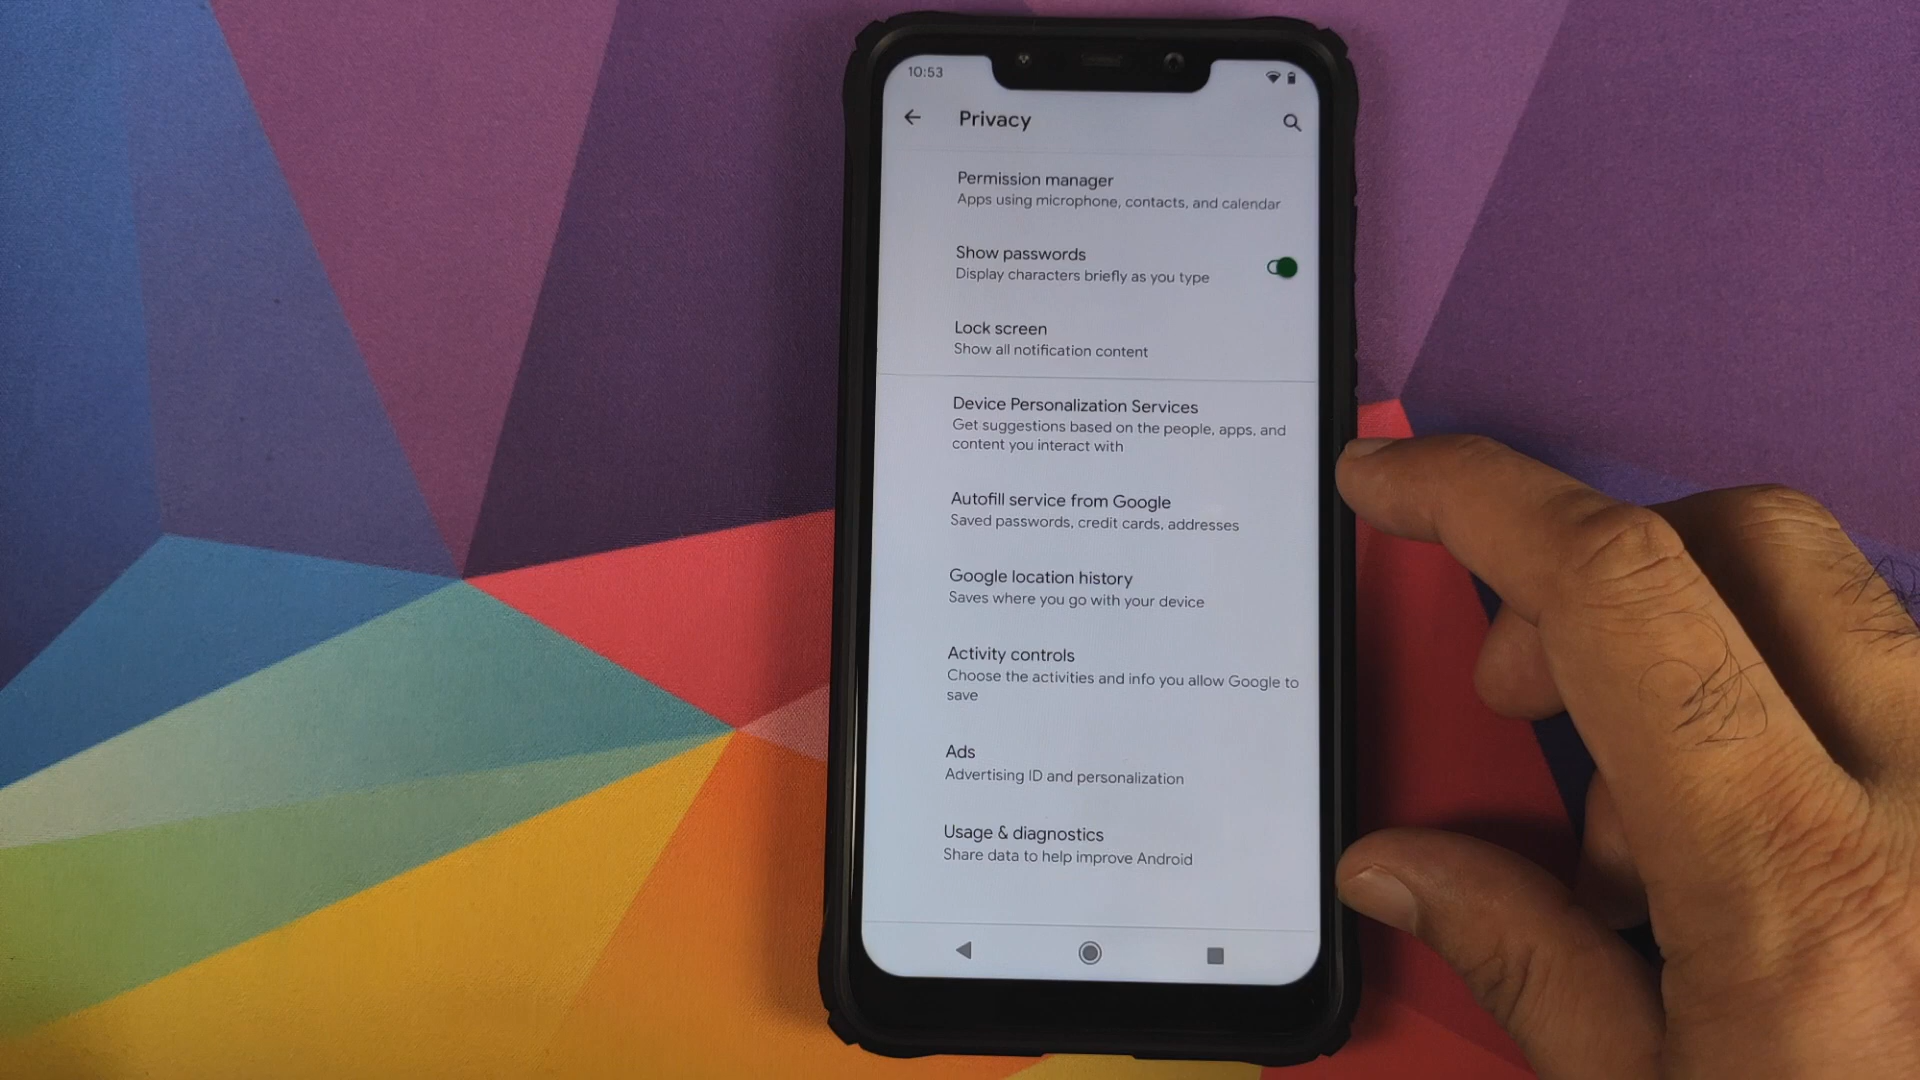 10:53
Privacy
Permission manager
Apps using microphone, contacts, and calendar
Show passwords
Display characters briefly as you type
Lock screen
Show all notification content
Device Personalization Services
Get suggestions based on the people, apps, and
content you interact with
Autofill service from Google
Saved passwords, credit cards, addresses
Google location history
Saves where you go with your device
Activity controls
Choose the activities and info you allow Google to
save
Ads
Advertising ID and personalization
Usage & diagnostics
Share data to help improve Android